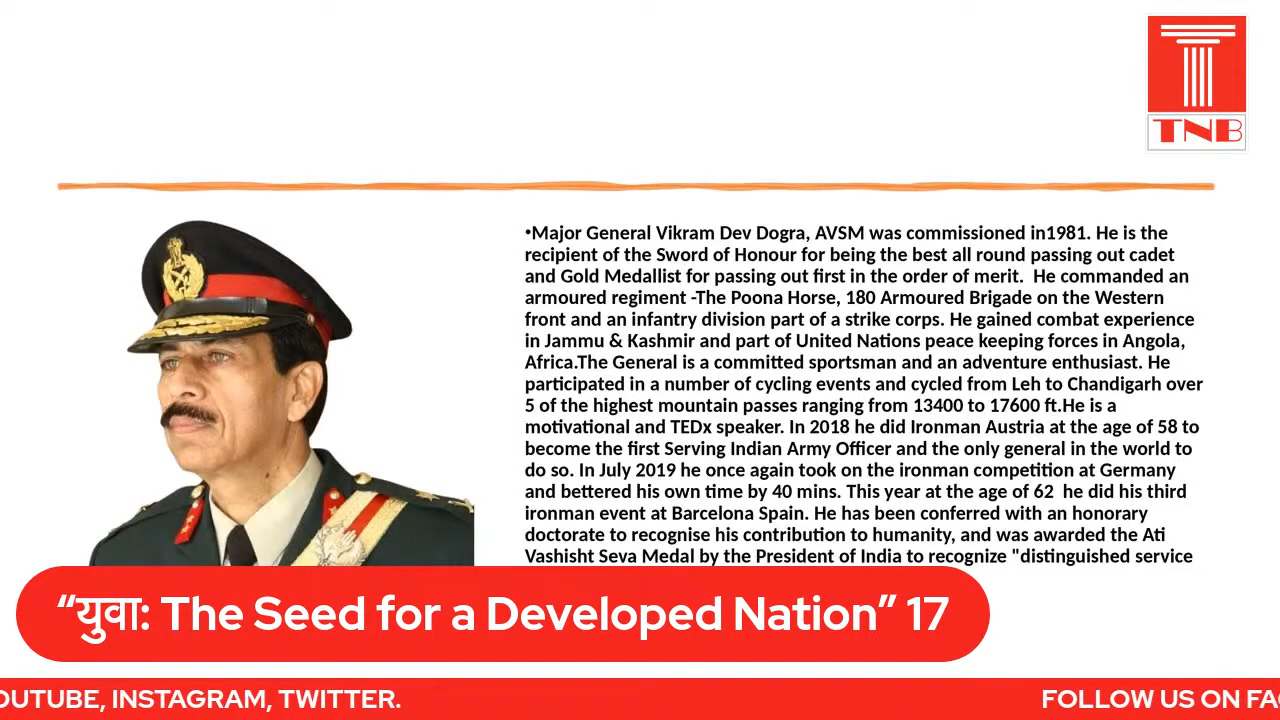 TNB
•Major General Vikram Dev Dogra, AVSM was commissioned in1981. He is the
recipient of the Sword of Honour for being the best all round passing out cadet
and Gold Medallist for passing out first in the order of merit.  He commanded an
armoured regiment -The Poona Horse, 180 Armoured Brigade on the Western
front and an infantry division part of a strike corps. He gained combat experience
in Jammu & Kashmir and part of United Nations peace keeping forces in Angola,
Africa.The General is a committed sportsman and an adventure enthusiast. He
participated in a number of cycling events and cycled from Leh to Chandigarh over
5 of the highest mountain passes ranging from 13400 to 17600 ft.He is a
motivational and TEDx speaker. In 2018 he did Ironman Austria at the age of 58 to
become the first Serving Indian Army Officer and the only general in the world to
do so. In July 2019 he once again took on the ironman competition at Germany
and bettered his own time by 40 mins. This year at the age of 62  he did his third
ironman event at Barcelona Spain. He has been conferred with an honorary
doctorate to recognise his contribution to humanity, and was awarded the Ati
Vashisht Seva Medal by the President of India to recognize "distinguished service
“युवा: The Seed for a Developed Nation” 17
OUTUBE, INSTAGRAM, TWITTER. FOLLOW US ON FAC